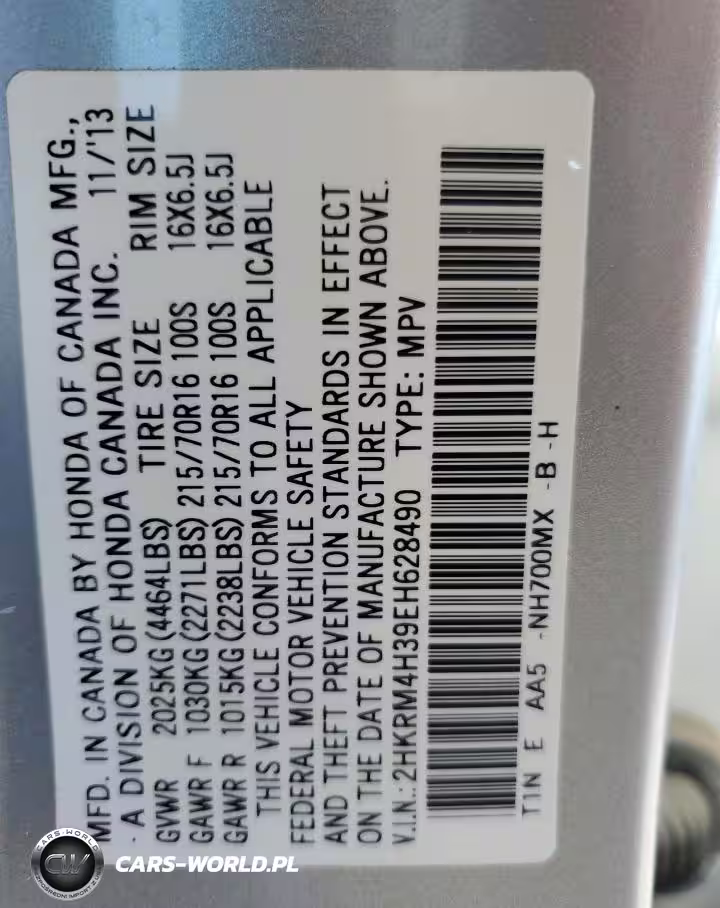 MFD. IN CANADA BY HONDA OF CANADA MFG.,
A DIVISION OF HONDA CANADA INC. 11/'13
TIRE SIZE RIM SIZE
GVWR 2025KG(4464LBS)
GAWR F 1030KG(2271LBS) 215/70R16 100S 16X6.5J
GAWR R 1015KG(2238LBS) 215/70R16 100S 16X6.5J
THIS VEHICLE CONFORMS TO ALL APPLICABLE
FEDERAL MOTOR VEHICLE SAFETY
AND THEFT PREVENTION STANDARDS IN EFFECT
ON THE DATE OF MANUFACTURE SHOWN ABOVE.
V.I.N.:2HKRM4H39EH628490 TYPE: MPV
T1N E AA5 -NH700MX -B -H
CARS-WORLD
CW
CARS-WORLD.PL